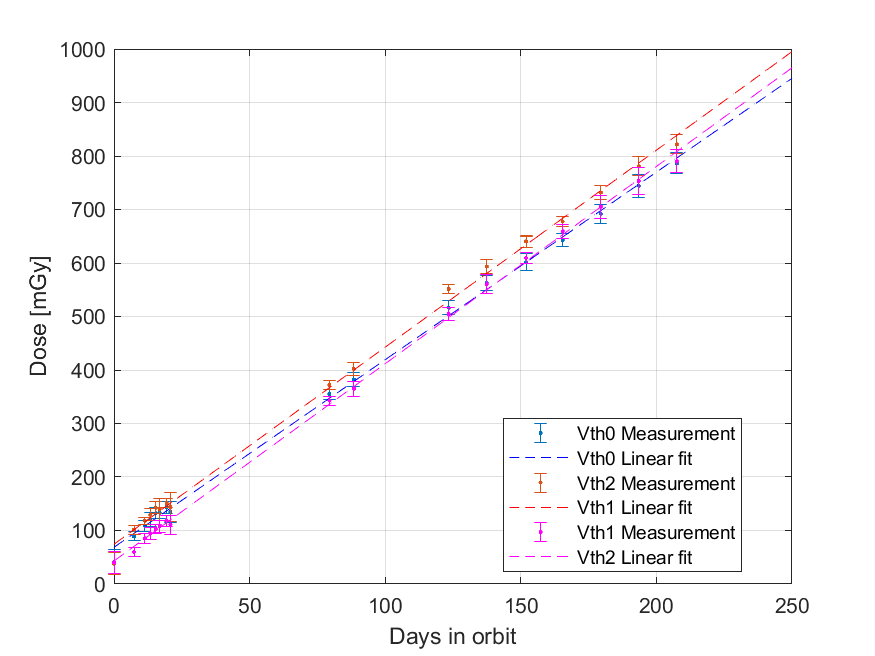 1000
900
800
700
600
500
400
300
200
100
0
Dose [mGy]
0 50 100 150 200 250
Days in orbit
Vth0 Measurement
Vth0 Linear fit
Vth2 Measurement
Vth1 Linear fit
Vth1 Measurement
Vth2 Linear fit